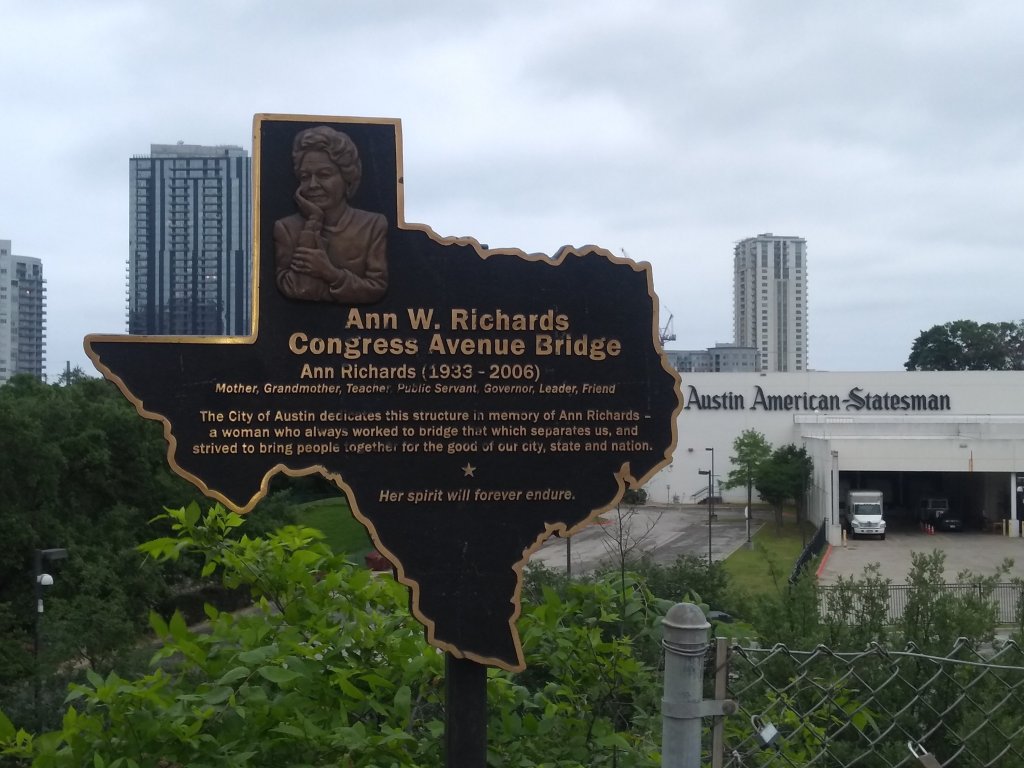 Ann W. Richards
Congress Avenue Bridge
Ann Richards (1933 - 2006)
Mother, Grandmother, Teacher, Public Servant, Governor, Leader, Friend
The City of Austin dedicates this structure in memory of Ann Richards –
a woman who always worked to bridge that which separates us, and
strived to bring people together for the good of our city, state and nation.
Her spirit will forever endure.
Austin American-Statesman